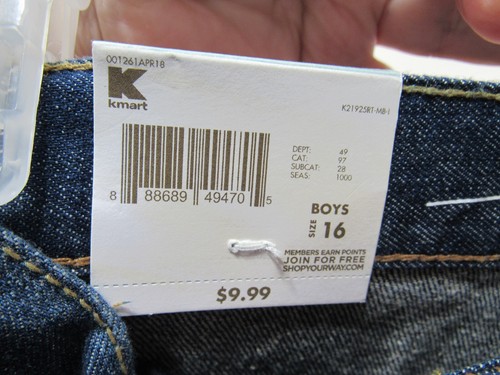 001261APR18
K
kmart
K21925RT-MB-I
8 88689 49470 5
DEPT: 49
CAT: 97
SUBCAT: 28
SEAS: 1000
BOYS
SIZE 16
MEMBERS EARN POINTS
JOIN FOR FREE
SHOPYOURWAY.COM
$9.99